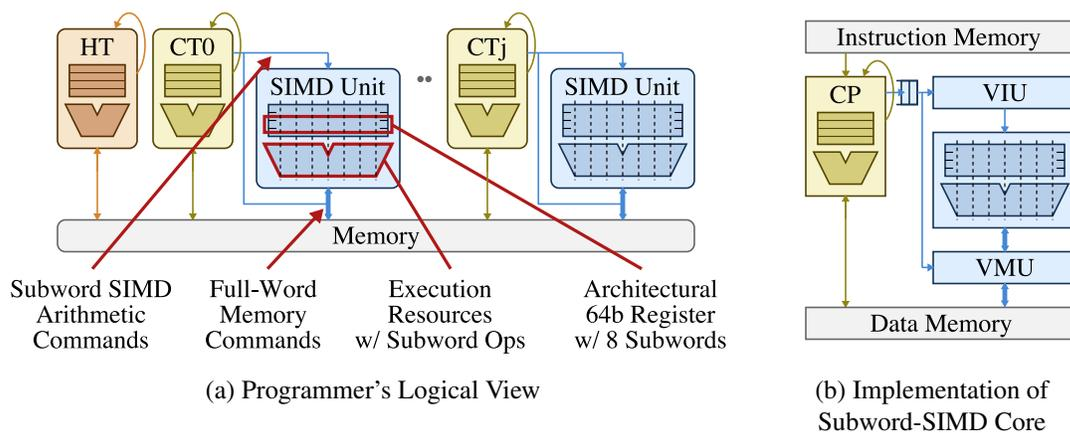 HT
CT0
SIMD Unit
CTj
SIMD Unit
Memory
Subword SIMD
Arithmetic
Commands
Full-Word
Memory
Commands
Execution
Resources
w/ Subword Ops
Architectural
64b Register
w/ 8 Subwords
(a) Programmer's Logical View
Instruction Memory
CP
VIU
VMU
Data Memory
(b) Implementation of
Subword-SIMD Core